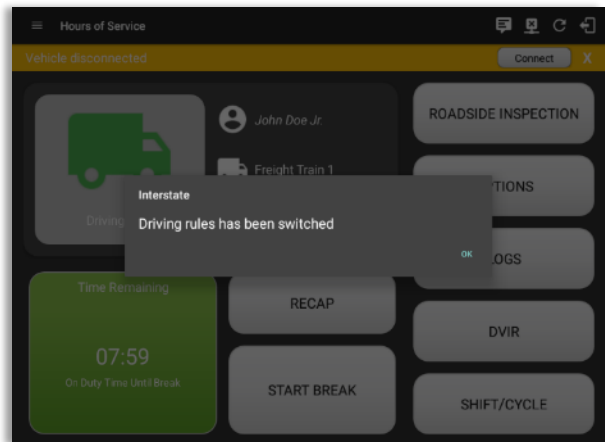 Hours of Service
Vehicle disconnected
Connect
X
John Doe Jr.
Freight Train 1
Driving
ROADSIDE INSPECTION
TIONS
Interstate
Driving rules has been switched
OK
LOGS
Time Remaining
07:59
On Duty Time Until Break
RECAP
START BREAK
DVIR
SHIFT/CYCLE